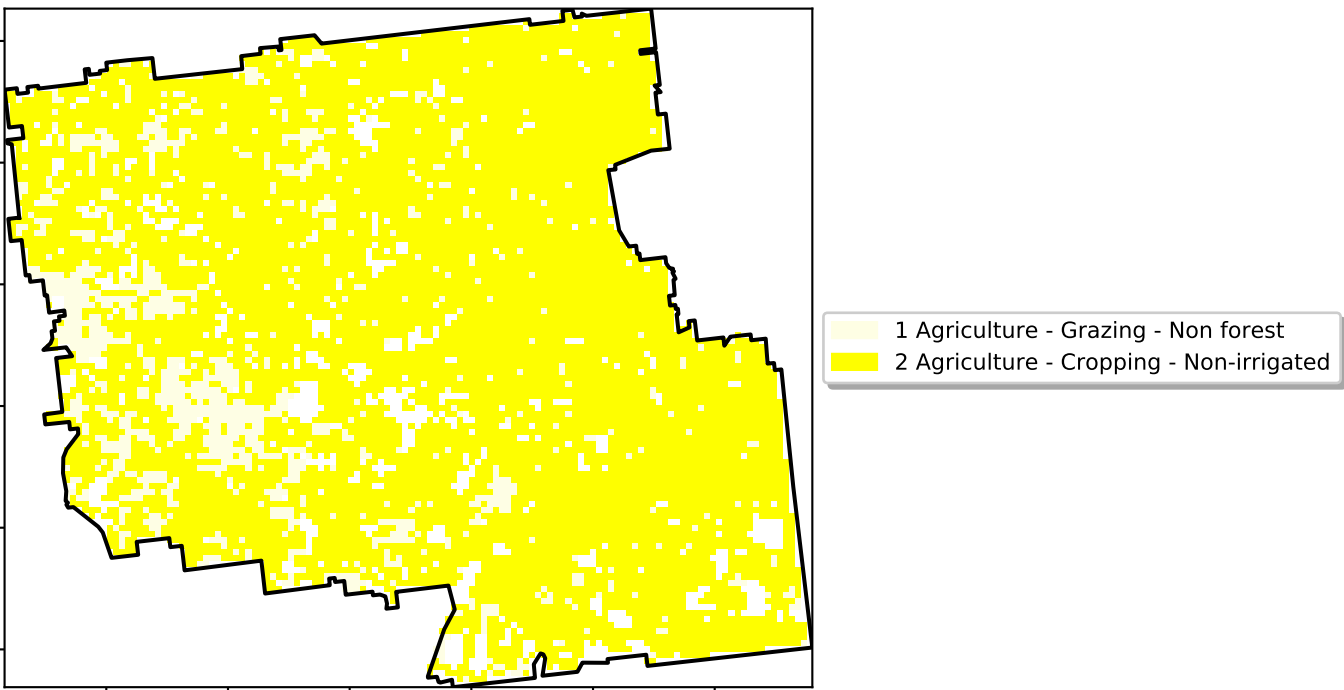 1 Agriculture - Grazing - Non forest
2 Agriculture - Cropping - Non-irrigated